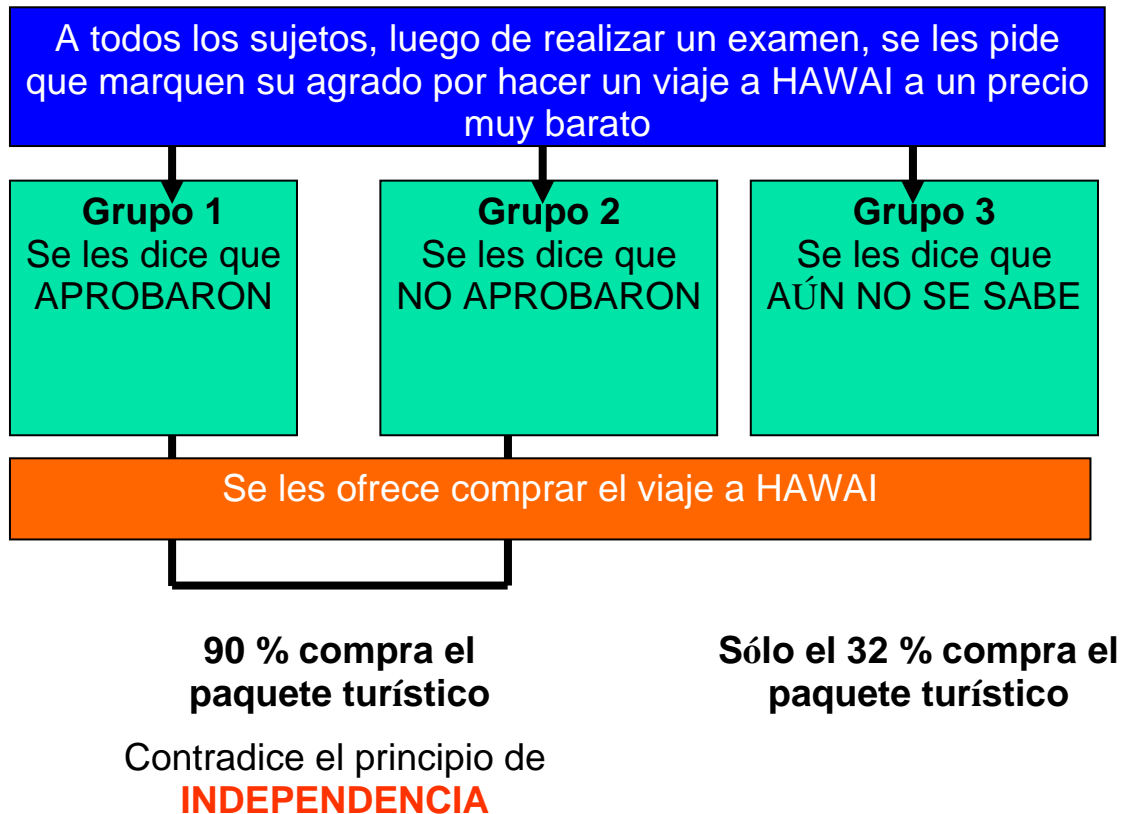 A todos los sujetos, luego de realizar un examen, se les pide
que marquen su agrado por hacer un viaje a HAWAI a un precio
muy barato
Grupo 1
Se les dice que
APROBARON
Grupo 2
Se les dice que
NO APROBARON
Grupo 3
Se les dice que
AÚN NO SE SABE
Se les ofrece comprar el viaje a HAWAI
90 % compra el
paquete turístico
Sólo el 32 % compra el
paquete turístico
Contradice el principio de
INDEPENDENCIA